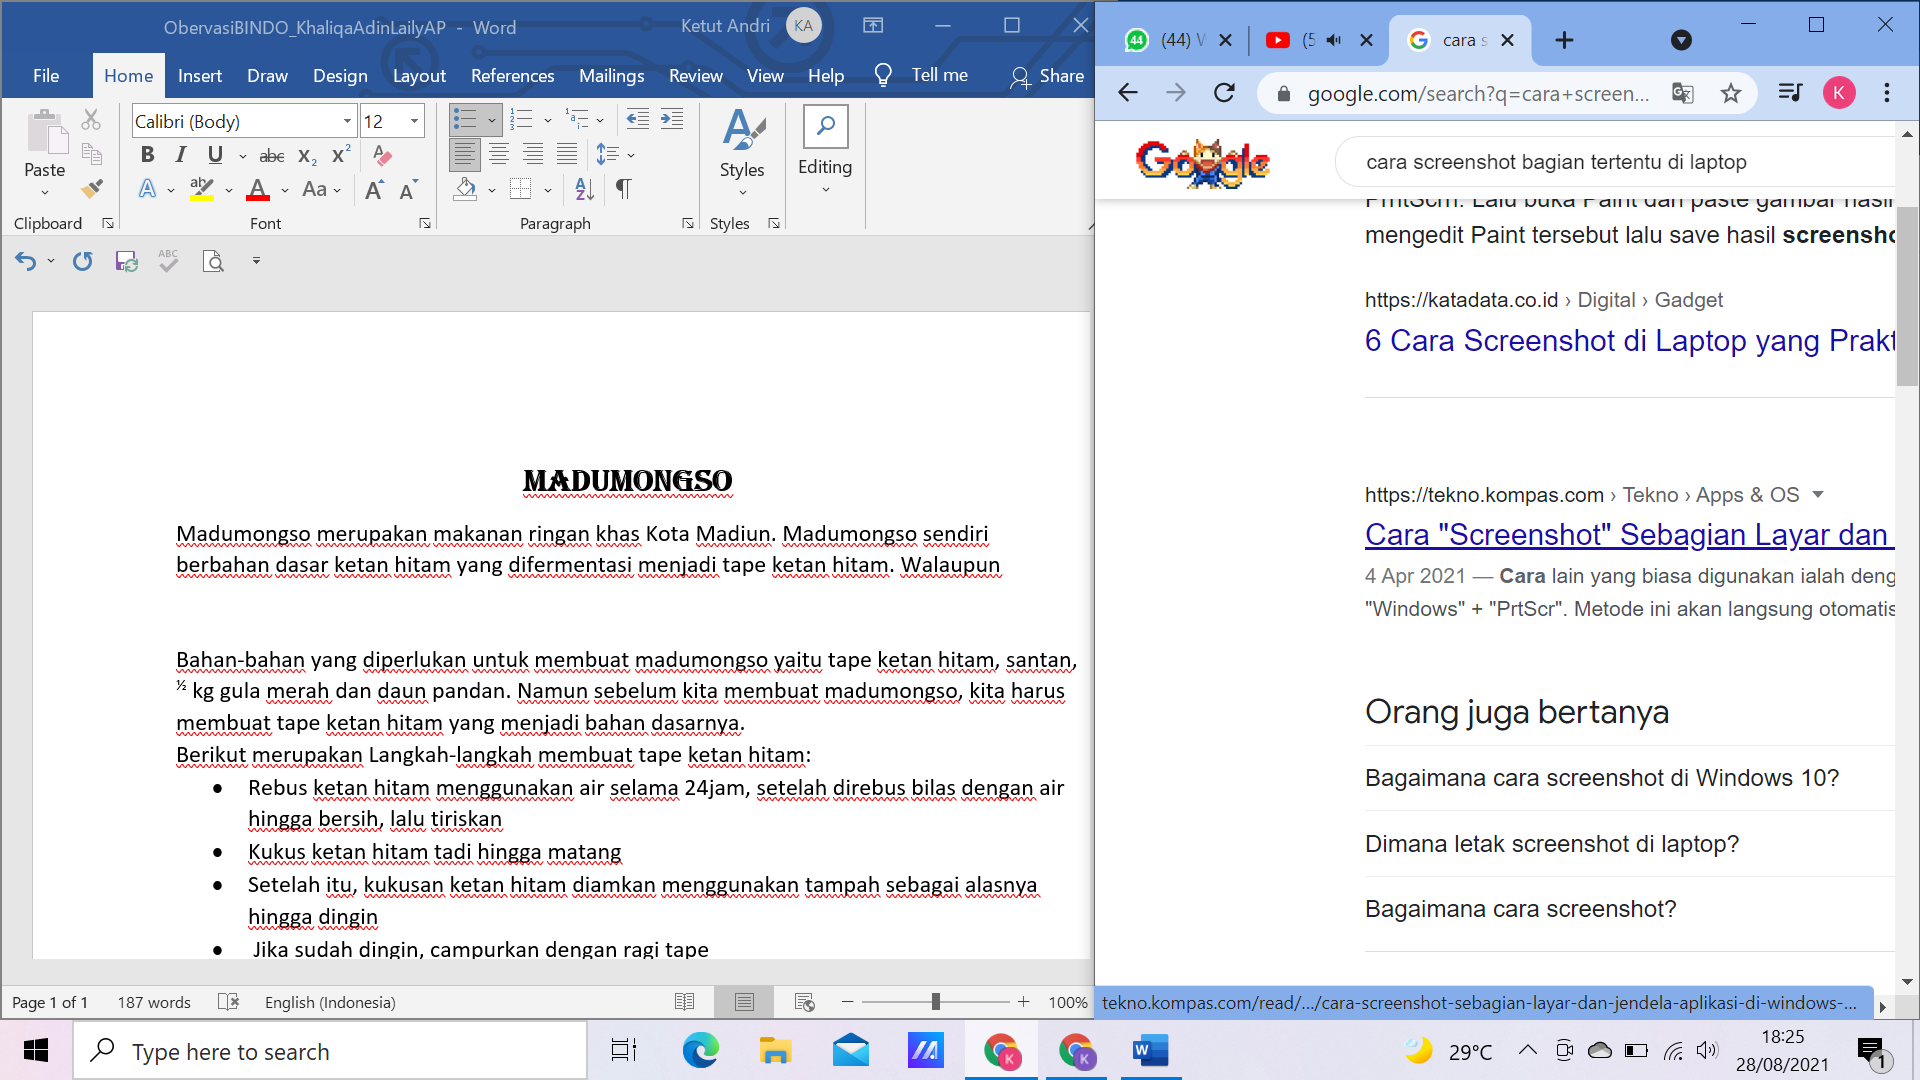 ObervasiBINDO_KhaliqaAdinLailyAP - Word
Ketut Andri
KA
File Home Insert Draw Design Layout References Mailings Review View Help Tell me Share
Calibri (Body) 12
Paste
Styles
Editing
Clipboard Font Paragraph Styles
MADUMONGSO
Madumongso merupakan makanan ringan khas Kota Madiun. Madumongso sendiri
berbahan dasar ketan hitam yang difermentasi menjadi tape ketan hitam. Walaupun
Bahan-bahan yang diperlukan untuk membuat madumongso yaitu tape ketan hitam, santan,
½ kg gula merah dan daun pandan. Namun sebelum kita membuat madumongso, kita harus
membuat tape ketan hitam yang menjadi bahan dasarnya.
Berikut merupakan Langkah-langkah membuat tape ketan hitam:
• Rebus ketan hitam menggunakan air selama 24jam, setelah direbus bilas dengan air
hingga bersih, lalu tiriskan
• Kukus ketan hitam tadi hingga matang
• Setelah itu, kukusan ketan hitam diamkan menggunakan tampah sebagai alasnya
hingga dingin
• Jika sudah dingin, campurkan dengan ragi tape
Page 1 of 1 187 words English (Indonesia) 100%
44 (44) cara s
google.com/search?q=cara+screen...
K
Google
cara screenshot bagian tertentu di laptop
PrntScrn. Lalu buka Paint dan paste gambar hasil
mengedit Paint tersebut lalu save hasil
https://katadata.co.id › Digital › Gadget
6 Cara Screenshot di Laptop yang
https://tekno.kompas.com › Tekno › Apps & OS
Cara "Screenshot" Sebagian Layar dan
4 Apr 2021 — Cara lain yang biasa digunakan ialah
"Windows" + "PrtScr". Metode ini akan langsung otomatis
Orang juga bertanya
Bagaimana cara screenshot di Windows 10?
Dimana letak screenshot di laptop?
Bagaimana cara screenshot?
tekno.kompas.com/read/.../cara-screenshot-sebagian-layar-dan-jendela-aplikasi-di-windows-...
Type here to search
29°C
18:25
28/08/2021
1